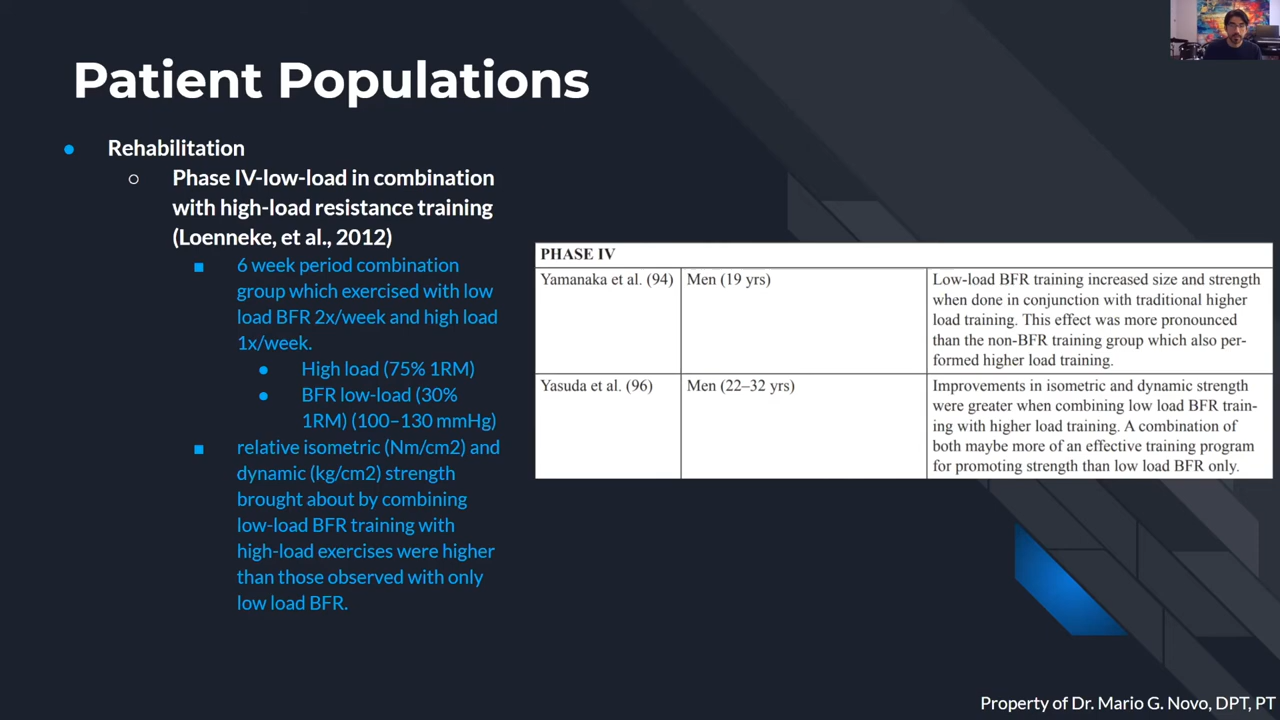 Patient Populations
Rehabilitation
Phase IV-low-load in combination
with high-load resistance training
(Loenneke, et al., 2012)
6 week period combination
group which exercised with low
load BFR 2x/week and high load
1x/week.
High load (75% 1RM)
BFR low-load (30%
1RM) (100–130 mmHg)
relative isometric (Nm/cm2) and
dynamic (kg/cm2) strength
brought about by combining
low-load BFR training with
high-load exercises were higher
than those observed with only
low load BFR.
PHASE IV
Yamanaka et al. (94) Men (19 yrs) Low-load BFR training increased size and strength
when done in conjunction with traditional higher
load training. This effect was more pronounced
than the non-BFR training group which also per-
formed higher load training.
Yasuda et al. (96) Men (22–32 yrs) Improvements in isometric and dynamic strength
were greater when combining low load BFR train-
ing with higher load training. A combination of
both maybe more of an effective training program
for promoting strength than low load BFR only.
Property of Dr. Mario G. Novo, DPT, PT